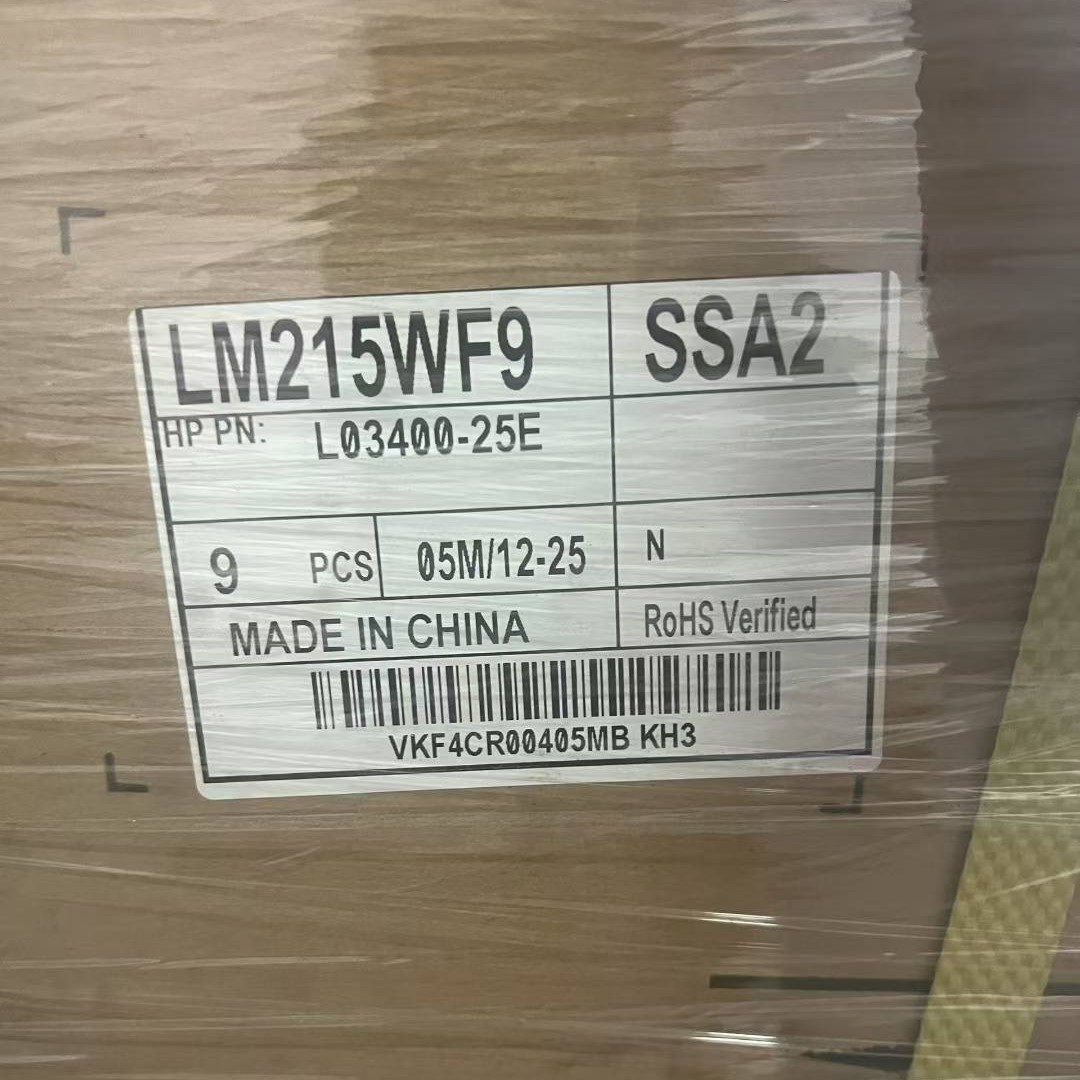 LM215WF9 SSA2
HP PN: L03400-25E
9 PCS 05M/12-25 N
MADE IN CHINA RoHS Verified
VKF4CR00405MB KH3